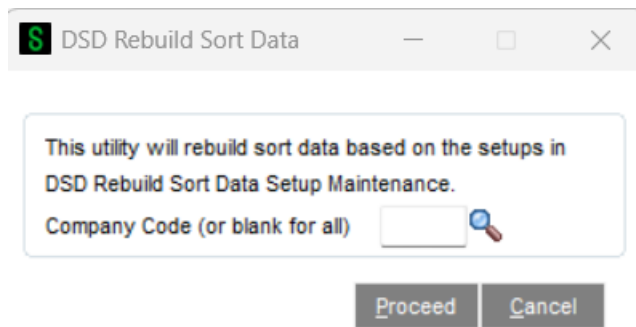 S DSD Rebuild Sort Data
This utility will rebuild sort data based on the setups in
DSD Rebuild Sort Data Setup Maintenance.
Company Code (or blank for all)
Proceed Cancel